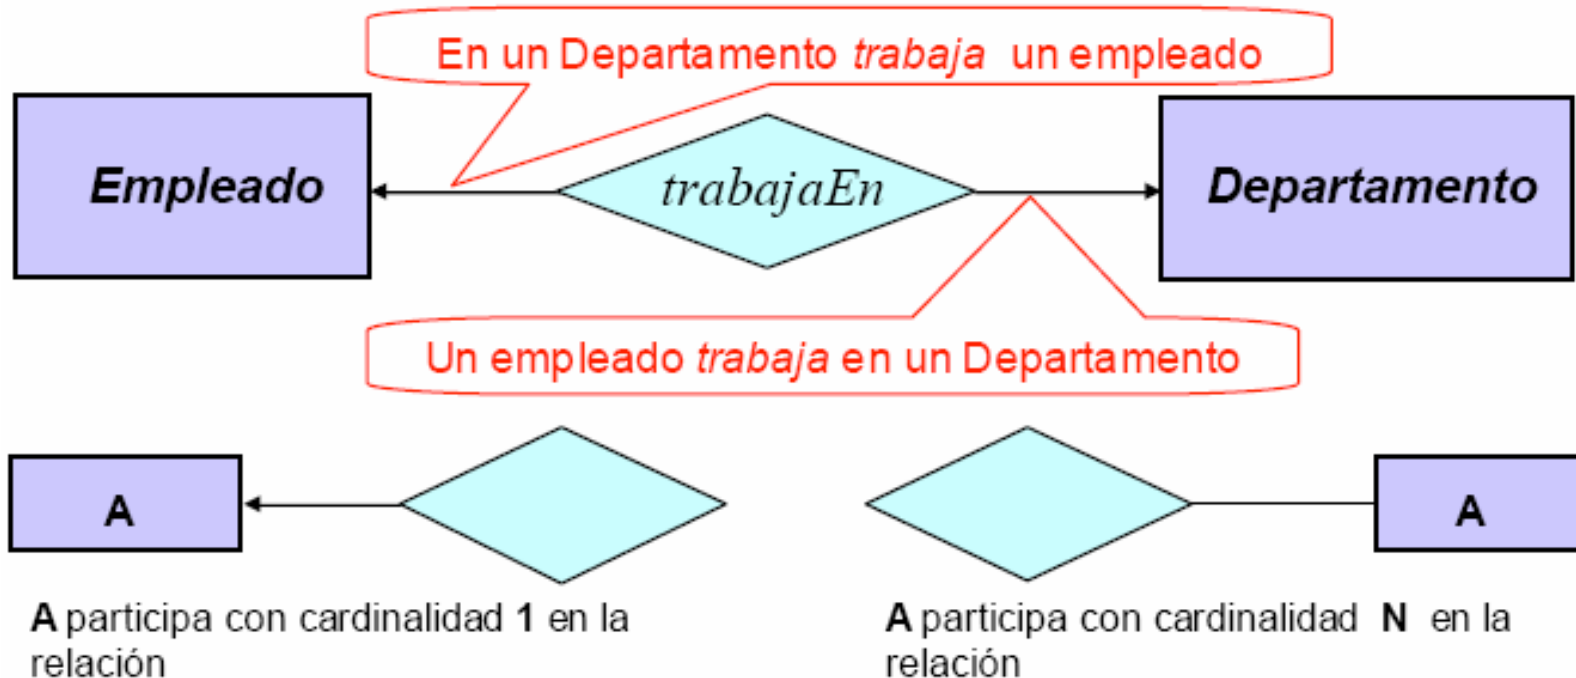 En un Departamento trabaja un empleado
Empleado
trabajaEn
Departamento
Un empleado trabaja en un Departamento
A
A
A participa con cardinalidad 1 en la
relación
A participa con cardinalidad N en la
relación